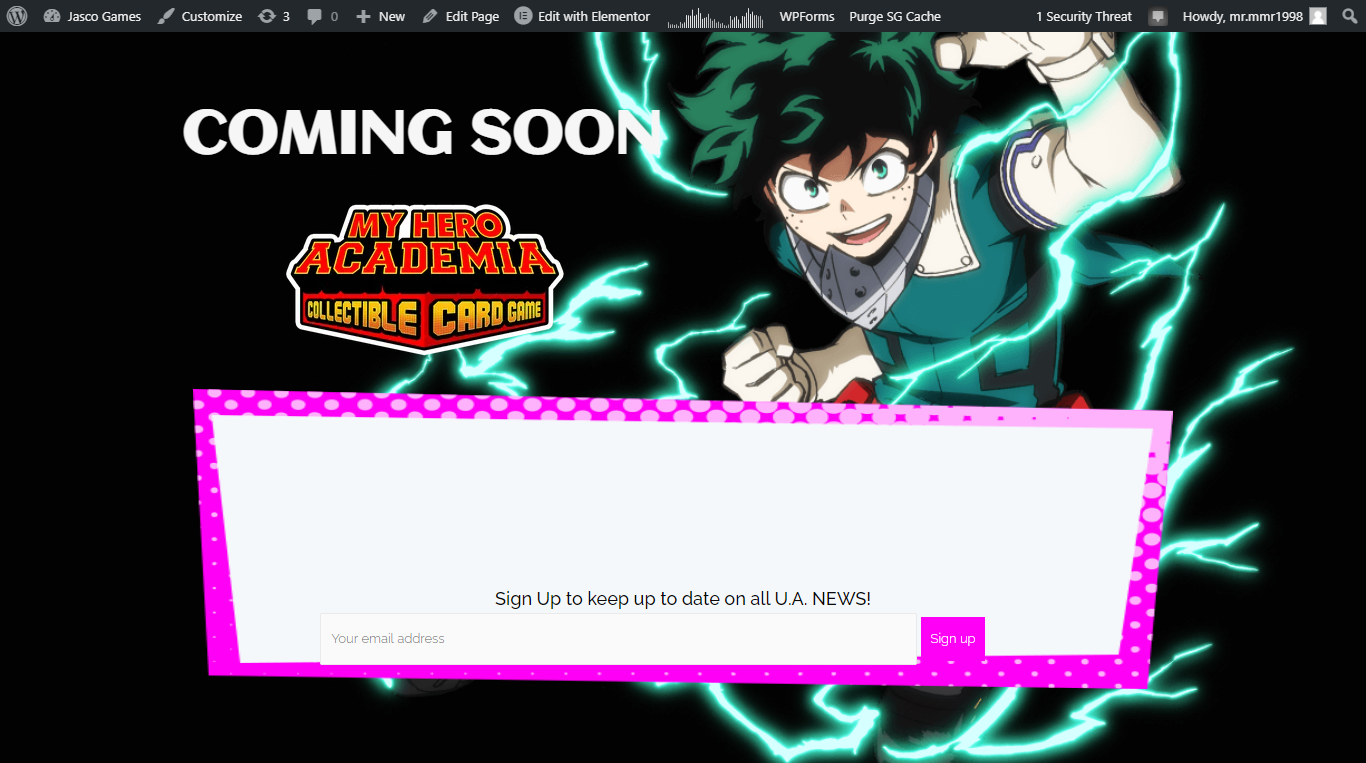 Jasco Games Customize 3 0 New Edit Page Edit with Elementor WPForms Purge SG Cache 1 Security Threat Howdy, mr.mmr1998
COMING SOON
MY HERO
ACADEMIA
COLLECTIBLE CARD GAME
Sign Up to keep up to date on all U.A. NEWS!
Your email address Sign up